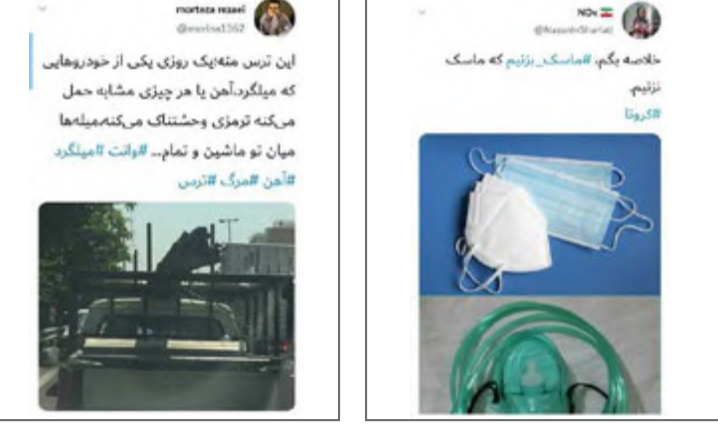 خلاصه بگم، #ماسک_بزنیم که ماسک
نزنیم.
#کرونا
morteza rezaei
این ترس منه؛یک روزی یکی از خودروهایی
که میلگرد،آهن یا هر چیزی مشابه حمل
می‌کنه ترمزی وحشتناک می‌کنه،میله‌ها
میان تو ماشین و تمام... #وانت #میلگرد
#آهن #مرگ #ترس